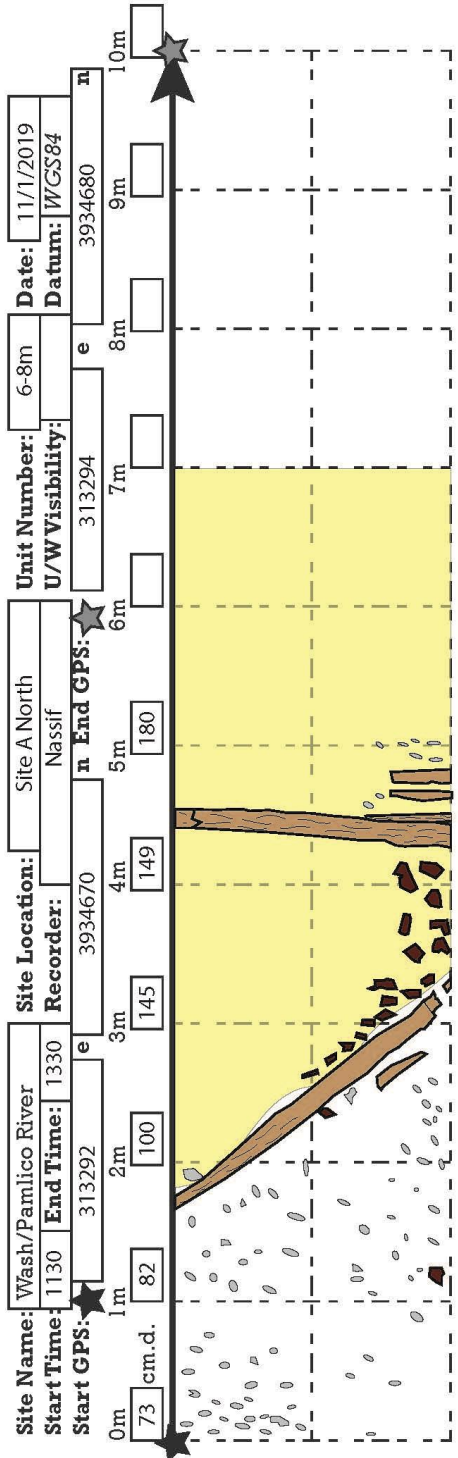 Site Name: Wash/Pamlico River Site Location: Site A North Unit Number: 6-8m Date: 11/1/2019
Start Time: 1130 End Time: 1330 Recorder: Nassif U/W Visibility: Datum: WGS84
Start GPS: 313292 e 3934670 n End GPS: 313294 e 3934680 n
0m 1m 2m 3m 4m 5m 6m 7m 8m 9m 10m
73 cm.d. 82 100 145 149 180